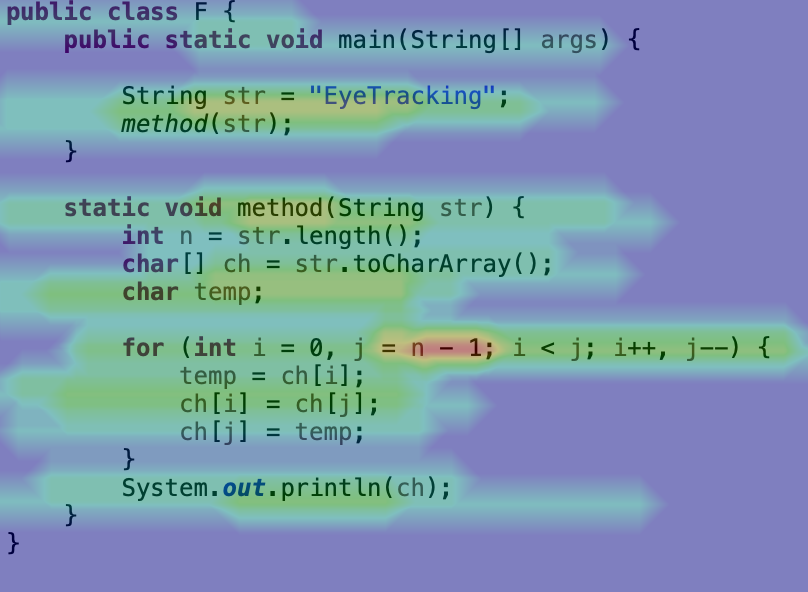 public class F {
    public static void main(String[] args) {

        String str = "EyeTracking";
        method(str);
    }

    static void method(String str) {
        int n = str.length();
        char[] ch = str.toCharArray();
        char temp;

        for (int i = 0, j = n - 1; i < j; i++, j--) {
            temp = ch[i];
            ch[i] = ch[j];
            ch[j] = temp;
        }
        System.out.println(ch);
    }
}